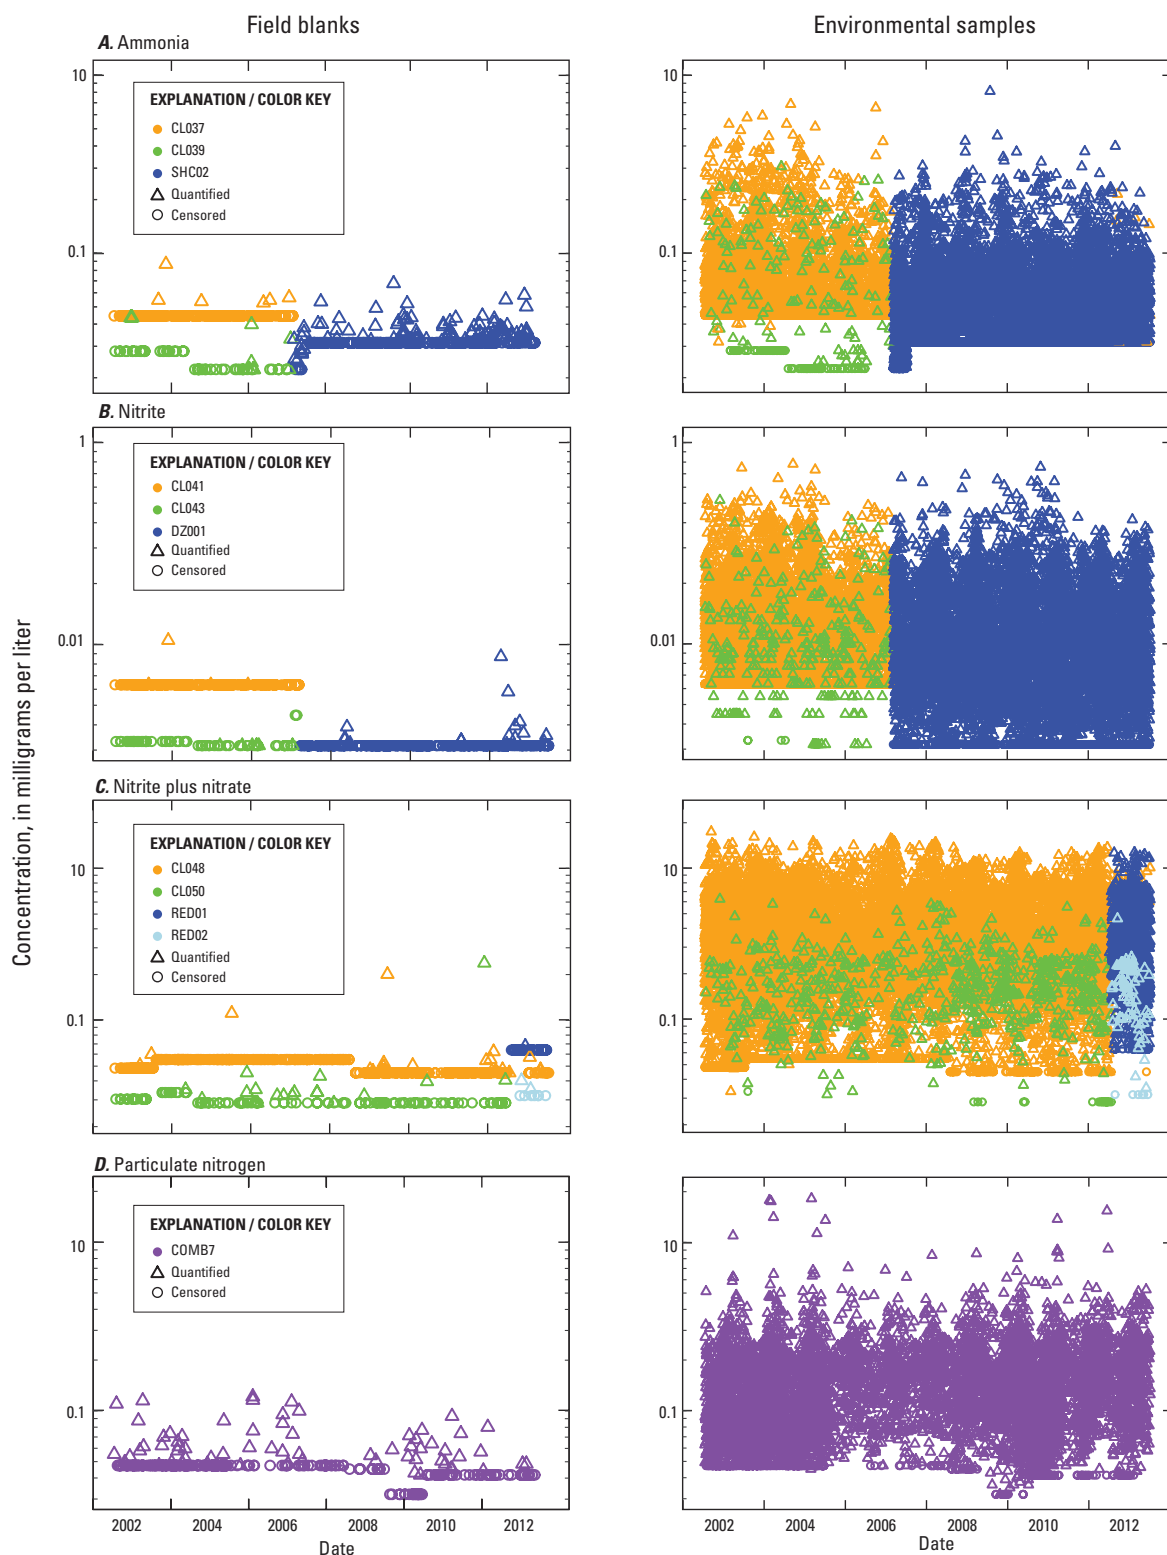 Field blanks
Environmental samples
A. Ammonia
10
0.1
EXPLANATION / COLOR KEY
CL037
CL039
SHC02
Quantified
Censored
10
0.1
B. Nitrite
1
0.01
EXPLANATION / COLOR KEY
CL041
CL043
DZ001
Quantified
Censored
1
0.01
Concentration, in milligrams per liter
C. Nitrite plus nitrate
10
0.1
EXPLANATION / COLOR KEY
CL048
CL050
RED01
RED02
Quantified
Censored
10
0.1
D. Particulate nitrogen
10
0.1
EXPLANATION / COLOR KEY
COMB7
Quantified
Censored
10
0.1
2002 2004 2006 2008 2010 2012
Date
2002 2004 2006 2008 2010 2012
Date